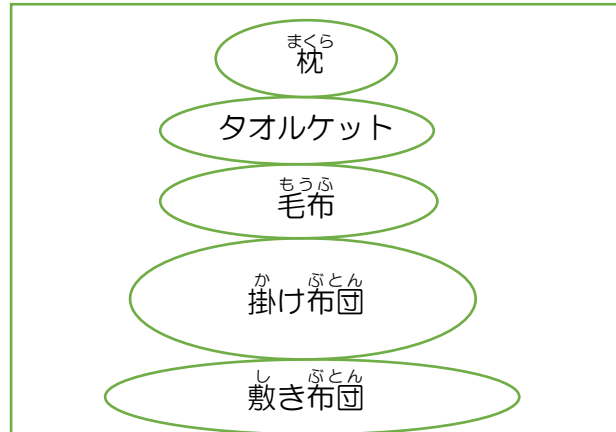 まくら
枕
タオルケット
もうふ
毛布
か ぶとん
掛け布団
し ぶとん
敷き布団